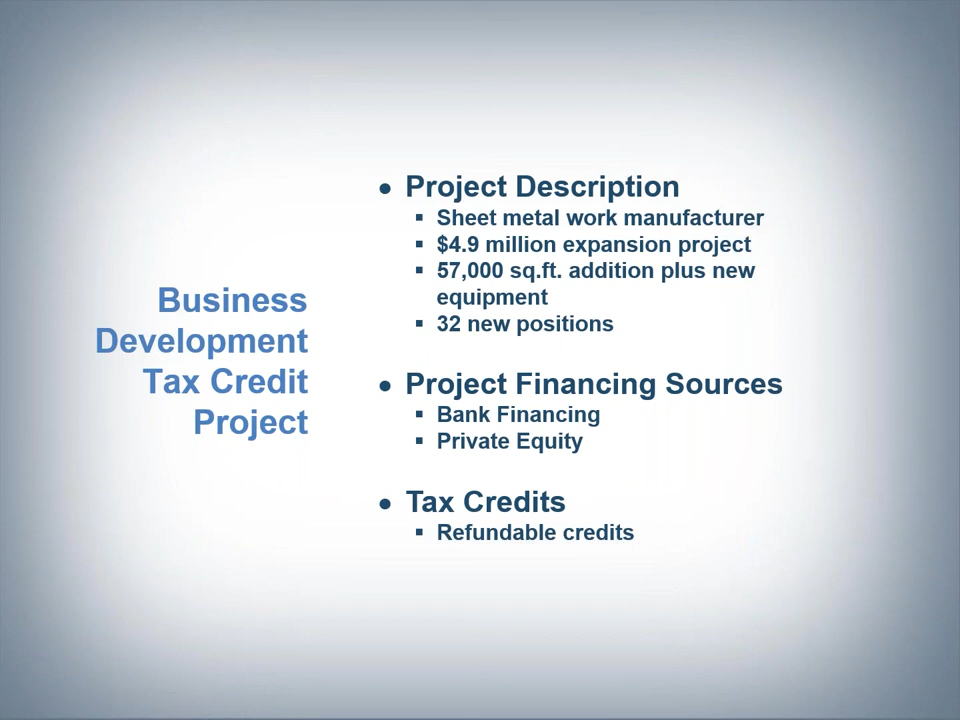 Business
Development
Tax Credit
Project
• Project Description
▪ Sheet metal work manufacturer
▪ $4.9 million expansion project
▪ 57,000 sq.ft. addition plus new
equipment
▪ 32 new positions
• Project Financing Sources
▪ Bank Financing
▪ Private Equity
• Tax Credits
▪ Refundable credits